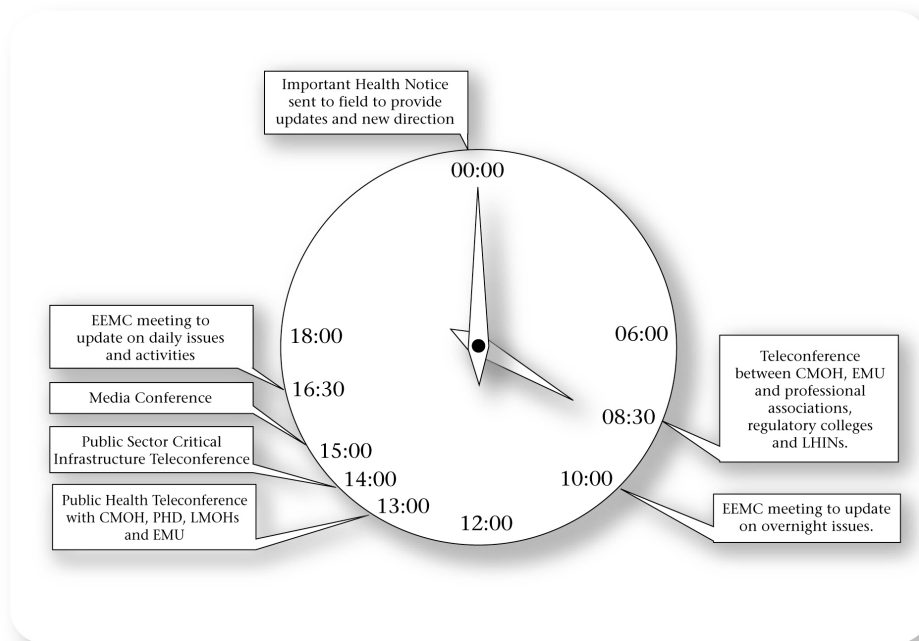 Important Health Notice
sent to field to provide
updates and new direction
00:00
06:00
08:30
Teleconference
between CMOH, EMU
and professional
associations,
regulatory colleges
and LHINs.
10:00
EEMC meeting to update
on overnight issues.
12:00
13:00
Public Health Teleconference
with CMOH, PHD, LMOHs
and EMU
14:00
Public Sector Critical
Infrastructure Teleconference
15:00
Media Conference
16:30
EEMC meeting to
update on daily issues
and activities
18:00